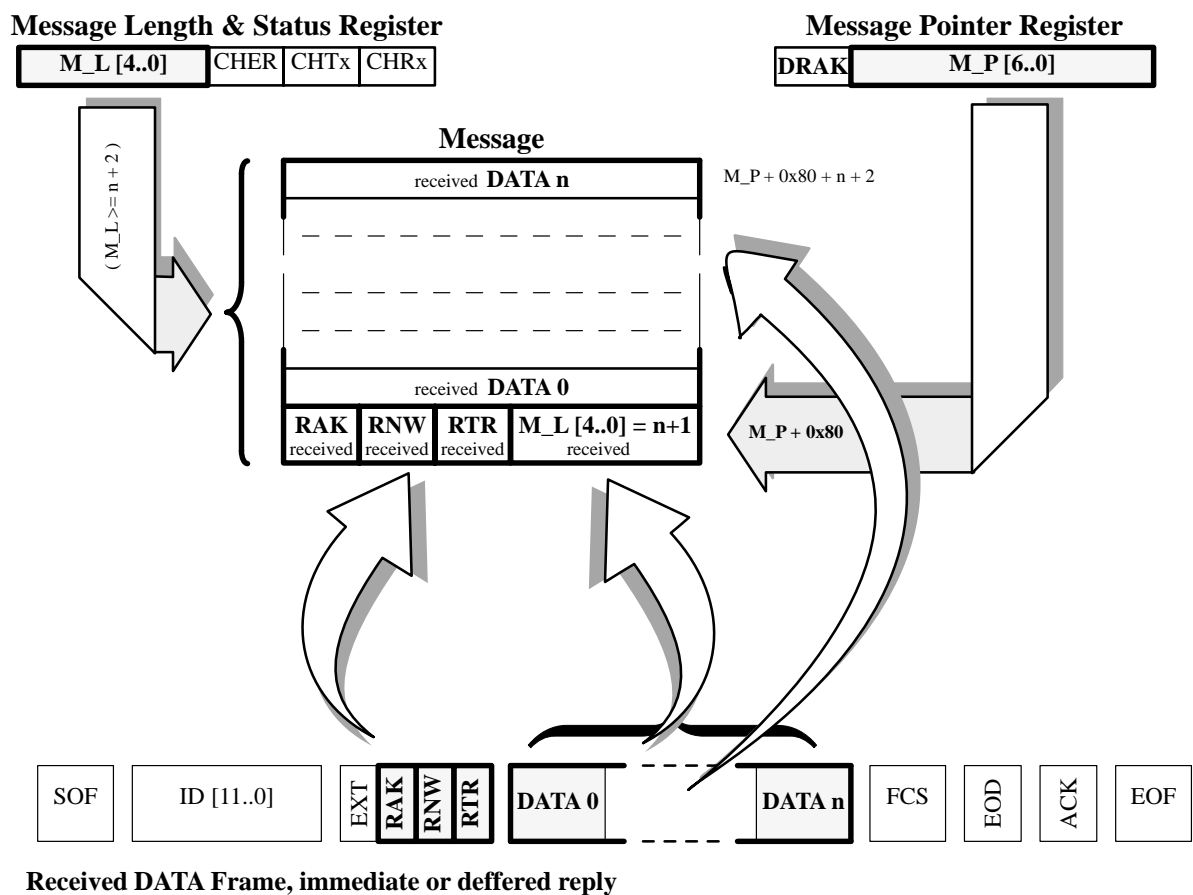 Message Length & Status Register
Message Pointer Register
M_L [4..0] CHER CHTx CHRx
DRAK M_P [6..0]
( M_L >= n + 2 )
Message
received DATA n
M_P + 0x80 + n + 2
received DATA 0
RAK RNW RTR M_L [4..0] = n+1
received received received received
M_P + 0x80
SOF ID [11..0] EXT RAK RNW RTR DATA 0 DATA n FCS EOD ACK EOF
Received DATA Frame, immediate or deffered reply